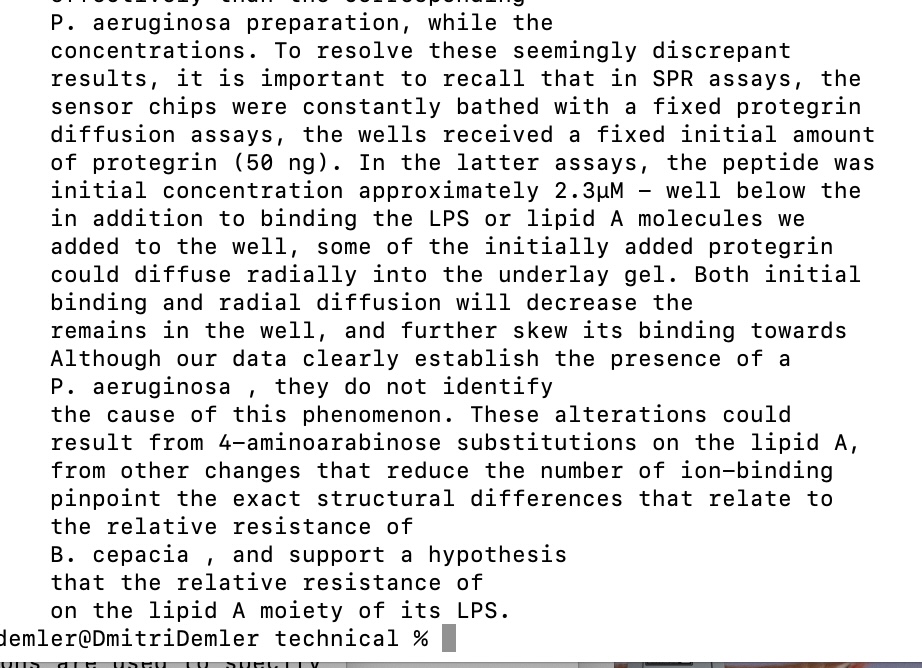 effectively than the corresponding
P. aeruginosa preparation, while the
concentrations. To resolve these seemingly discrepant
results, it is important to recall that in SPR assays, the
sensor chips were constantly bathed with a fixed protegrin
diffusion assays, the wells received a fixed initial amount
of protegrin (50 ng). In the latter assays, the peptide was
initial concentration approximately 2.3μM – well below the
in addition to binding the LPS or lipid A molecules we
added to the well, some of the initially added protegrin
could diffuse radially into the underlay gel. Both initial
binding and radial diffusion will decrease the
remains in the well, and further skew its binding towards
Although our data clearly establish the presence of a
P. aeruginosa , they do not identify
the cause of this phenomenon. These alterations could
result from 4-aminoarabinose substitutions on the lipid A,
from other changes that reduce the number of ion-binding
pinpoint the exact structural differences that relate to
the relative resistance of
B. cepacia , and support a hypothesis
that the relative resistance of
on the lipid A moiety of its LPS.
demler@DmitriDemler technical %
ons are used to specify